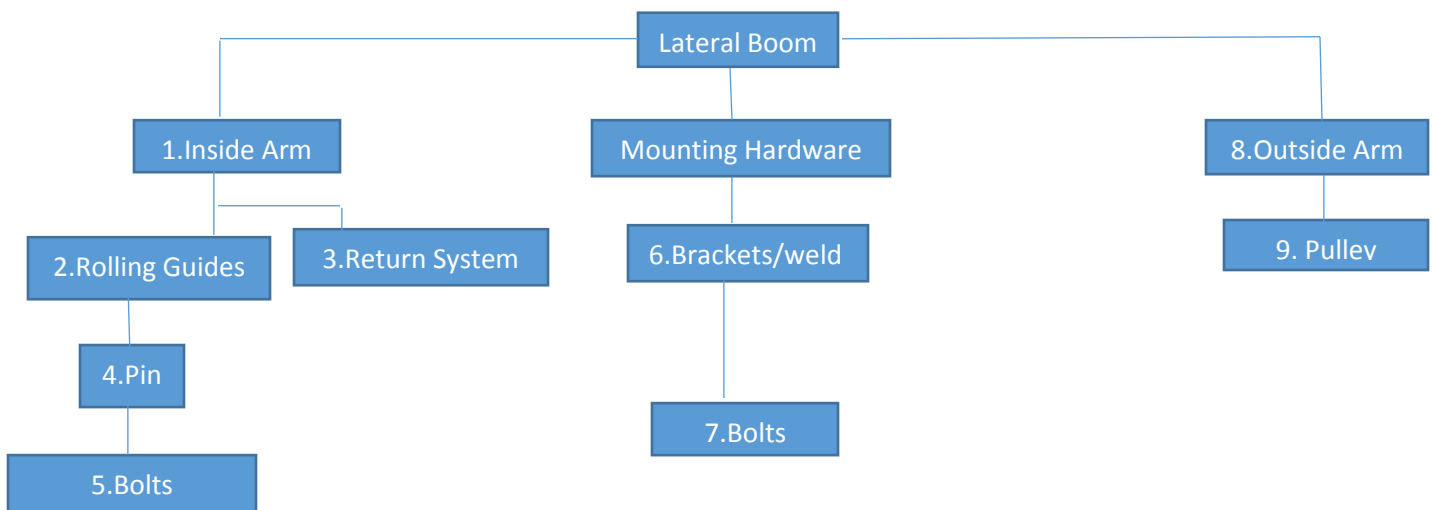 Lateral Boom
1.Inside Arm
Mounting Hardware
8.Outside Arm
2.Rolling Guides
3.Return System
6.Brackets/weld
9. Pulley
4.Pin
7.Bolts
5.Bolts